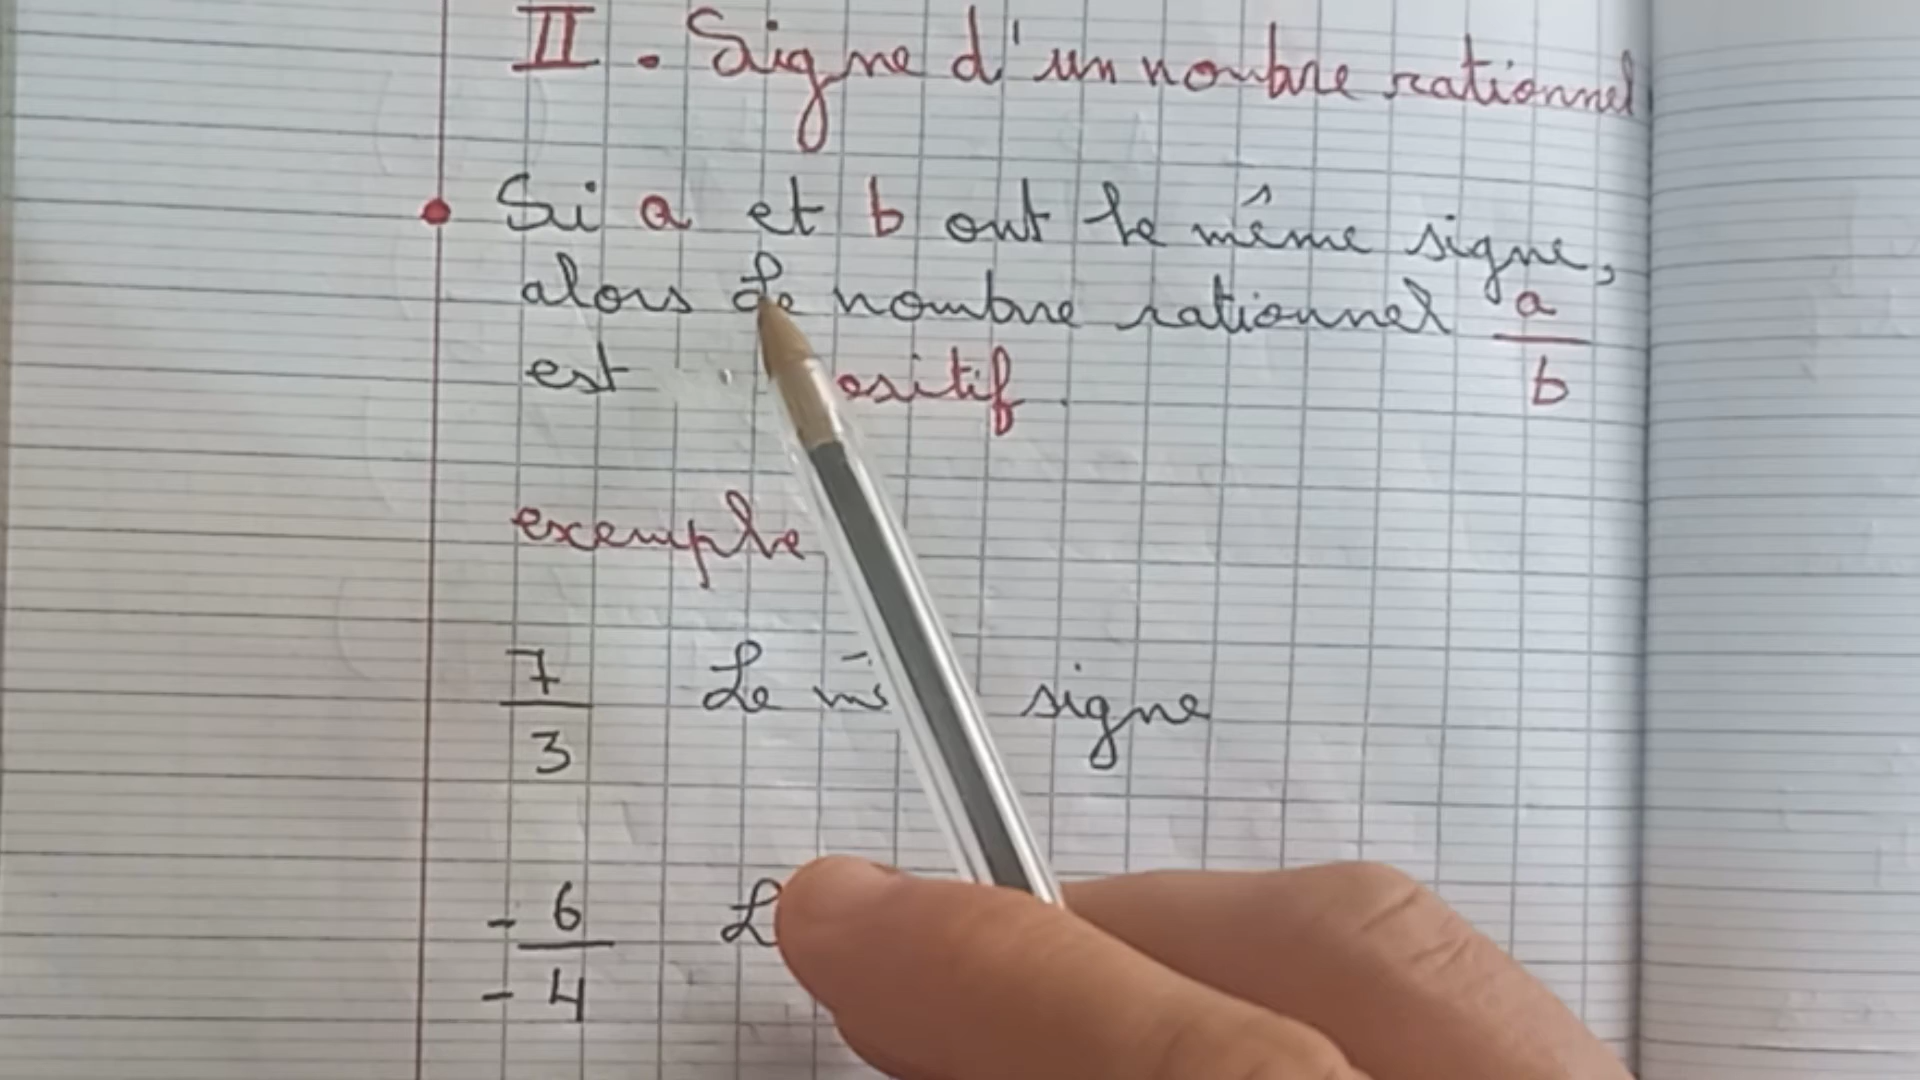 II. Signe d'un nombre rationnel
Si a et b ont le même signe,
alors Le nombre rationnel a/b
est ositif.
exemple
7/3 Le signe
-6/-4